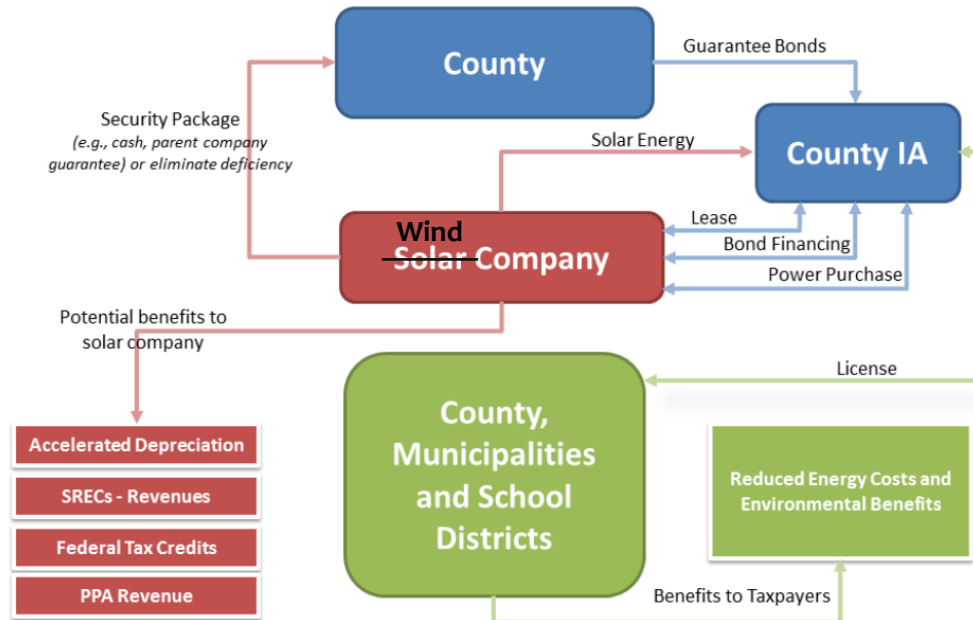 County
Guarantee Bonds
Security Package
(e.g., cash, parent company
guarantee) or eliminate deficiency
Solar Energy
County IA
Wind
Solar Company
Lease
Bond Financing
Power Purchase
Potential benefits to
solar company
License
County,
Municipalities
and School
Districts
Accelerated Depreciation
SRECs - Revenues
Federal Tax Credits
PPA Revenue
Reduced Energy Costs and
Environmental Benefits
Benefits to Taxpayers